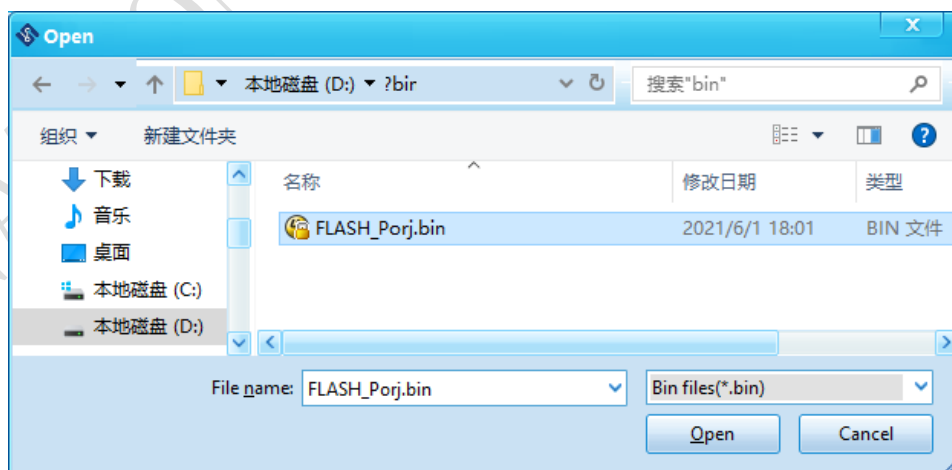 Open
本地磁盘 (D:) ?bir 搜索"bin"
组织 新建文件夹
下载 名称 修改日期 类型
音乐 FLASH_Porj.bin 2021/6/1 18:01 BIN 文件
桌面
本地磁盘 (C:)
本地磁盘 (D:)
File name: FLASH_Porj.bin Bin files(*.bin)
Open Cancel